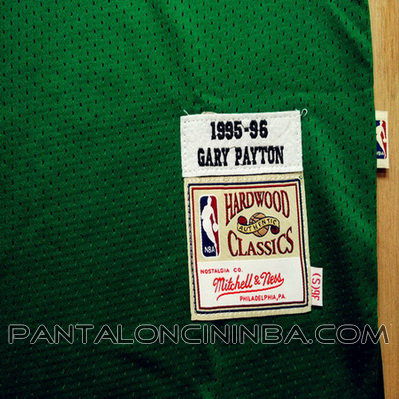 1995-96
GARY PAYTON
HARDWOOD
AUTHENTIC
CLASSICS
NBA
NOSTALGIA CO.
Mitchell & Ness
PHILADELPHIA, PA
PANTALONCININBA.COM